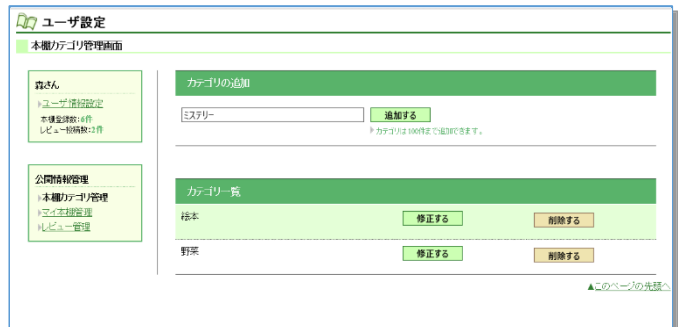 ユーザ設定
本棚カテゴリ管理画面
森さん
ユーザ情報設定
本棚登録数:6件
レビュー投稿数:2件
公開情報管理
本棚カテゴリ管理
マイ本棚管理
レビュー管理
カテゴリの追加
ミステリー 追加する
カテゴリは100件まで追加できます。
カテゴリ一覧
絵本 修正する 削除する
野菜 修正する 削除する
▲このページの先頭へ